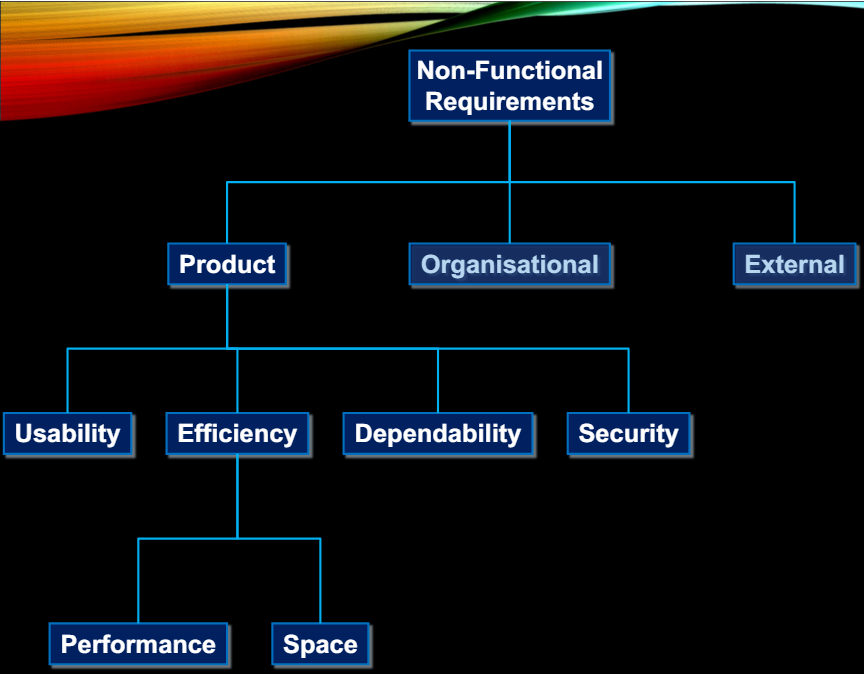 Non-Functional
Requirements
Product
Organisational
External
Usability
Efficiency
Dependability
Security
Performance
Space